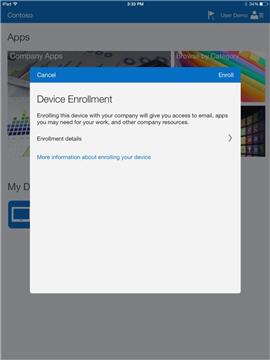 iPad
3:33 PM
34%
Contoso
User Demo
Apps
Company Apps
Browse by Category
Cancel
Enroll
Device Enrollment
Enrolling this device with your company will give you access to email, apps
you may need for your work, and other company resources.
Enrollment details
More information about enrolling your device
My D